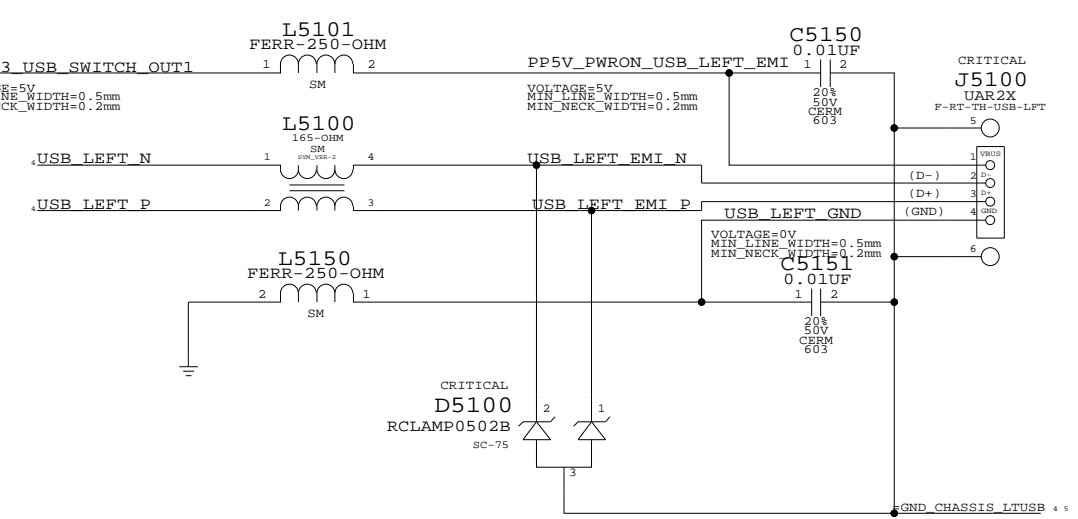 L5101
FERR-250-OHM
3_USB_SWITCH_OUT1
1
2
SM
GE=5V
NE_WIDTH=0.5mm
CK_WIDTH=0.2mm
PP5V_PWRON_USB_LEFT_EMI
VOLTAGE=5V
MIN_LINE_WIDTH=0.5mm
MIN_NECK_WIDTH=0.2mm
C5150
0.01UF
1
2
20%
50V
CERM
603
CRITICAL
J5100
UAR2X
F-RT-TH-USB-LFT
5
L5100
165-OHM
SM
SYM_VER-2
4 USB_LEFT_N
1
4
USB_LEFT_EMI_N
4 USB_LEFT_P
2
3
USB_LEFT_EMI_P
1 VBUS
(D-) 2 D-
(D+) 3 D+
(GND) 4 GND
USB_LEFT_GND
VOLTAGE=0V
MIN_LINE_WIDTH=0.5mm
MIN_NECK_WIDTH=0.2mm
6
L5150
FERR-250-OHM
2
1
SM
C5151
0.01UF
1
2
20%
50V
CERM
603
CRITICAL
D5100
RCLAMP0502B
SC-75
2
1
3
=GND_CHASSIS_LTUSB 4 5